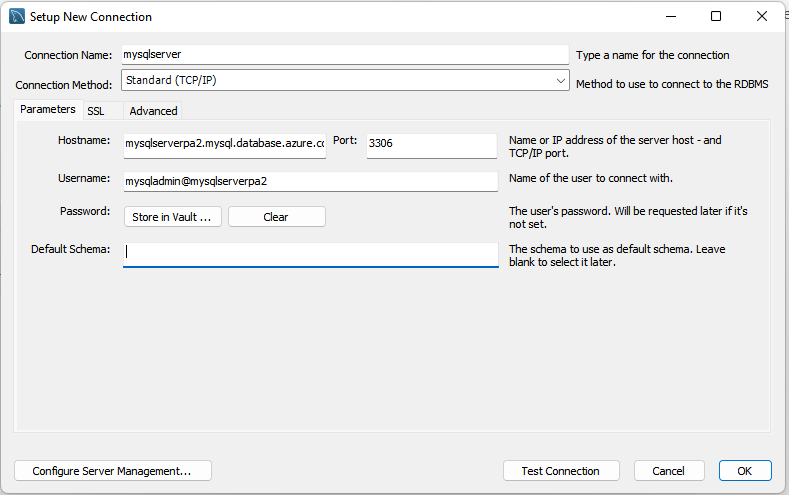 Setup New Connection
Connection Name: mysqlserver Type a name for the connection
Connection Method: Standard (TCP/IP) Method to use to connect to the RDBMS
Parameters SSL Advanced
Hostname: mysqlserverpa2.mysql.database.azure.co Port: 3306 Name or IP address of the server host - and
TCP/IP port.
Username: mysqladmin@mysqlserverpa2 Name of the user to connect with.
Password: Store in Vault ... Clear The user's password. Will be requested later if it's
not set.
Default Schema: The schema to use as default schema. Leave
blank to select it later.
Configure Server Management... Test Connection Cancel OK